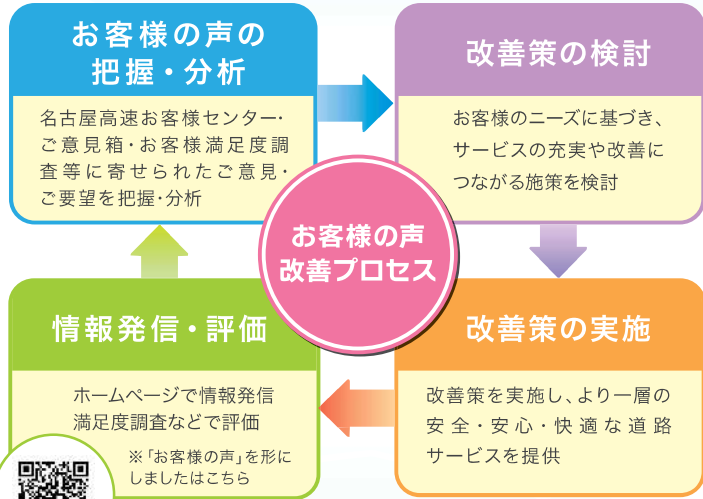 お客様の声の
把握・分析
名古屋高速お客様センター・
ご意見箱・お客様満足度調
査等に寄せられたご意見・
ご要望を把握・分析
改善策の検討
お客様のニーズに基づき、
サービスの充実や改善に
つながる施策を検討
お客様の声
改善プロセス
情報発信・評価
ホームページで情報発信
満足度調査などで評価
※「お客様の声」を形に
しましたはこちら
改善策の実施
改善策を実施し、より一層の
安全・安心・快適な道路
サービスを提供